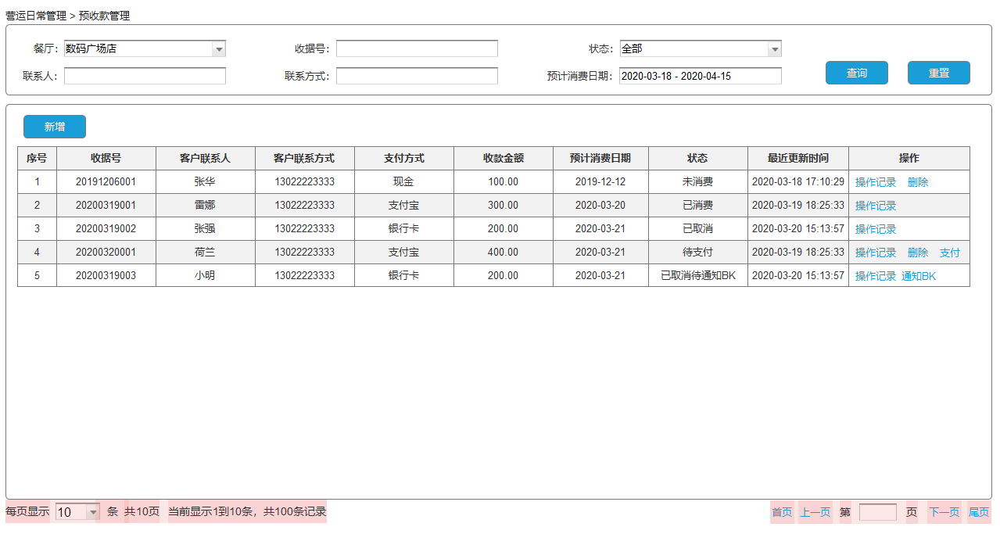 营运日常管理 > 预收款管理
餐厅: 数码广场店 收据号: 状态: 全部
联系人: 联系方式: 预计消费日期: 2020-03-18 - 2020-04-15 查询 重置
新增
序号 收据号 客户联系人 客户联系方式 支付方式 收款金额 预计消费日期 状态 最近更新时间 操作
1 20191206001 张华 13022223333 现金 100.00 2019-12-12 未消费 2020-03-18 17:10:29 操作记录 删除
2 20200319001 雷娜 13022223333 支付宝 300.00 2020-03-20 已消费 2020-03-19 18:25:33 操作记录
3 20200319002 张强 13022223333 银行卡 200.00 2020-03-21 已取消 2020-03-20 15:13:57 操作记录
4 20200320001 荷兰 13022223333 支付宝 400.00 2020-03-21 待支付 2020-03-19 18:25:33 操作记录 删除 支付
5 20200319003 小明 13022223333 银行卡 200.00 2020-03-21 已取消待通知BK 2020-03-20 15:13:57 操作记录 通知BK
每页显示 10 条 共10页 当前显示1到10条，共100条记录 首页 上一页 第 页 下一页 尾页